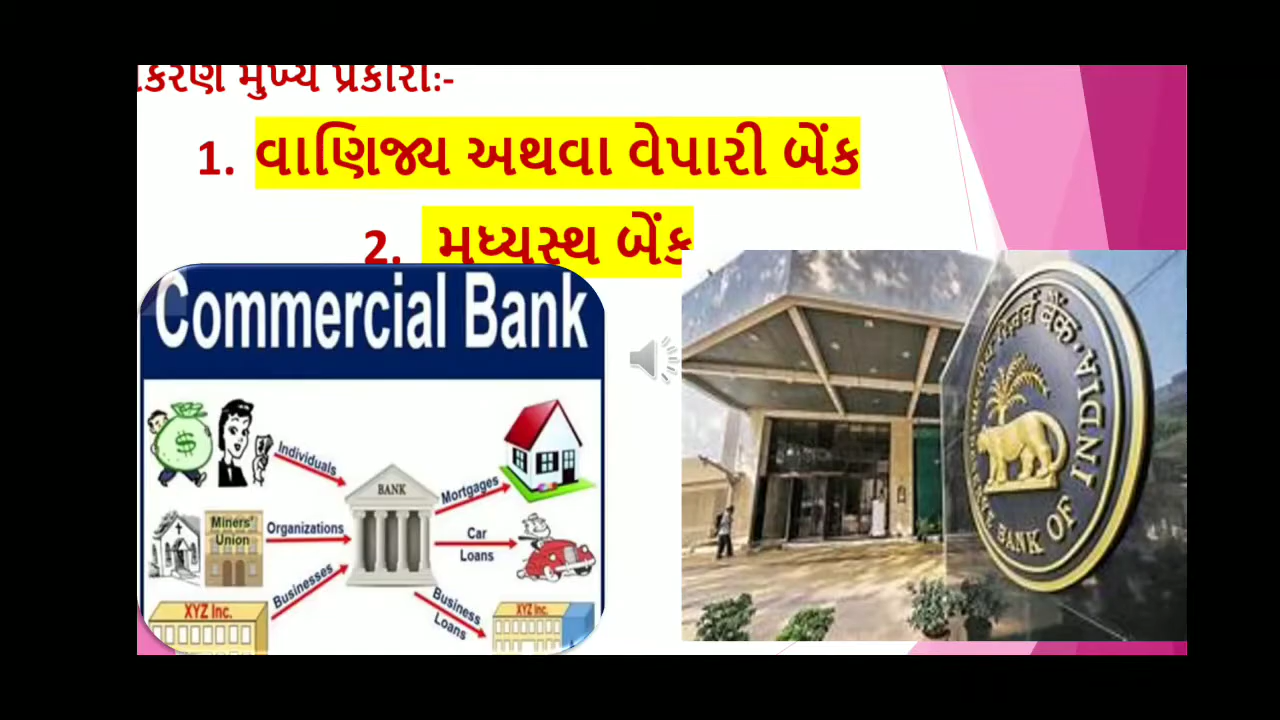 મુખ્ય પ્રકારોઃ-
1. વાણિજ્ય અથવા વેપારી બેંક
2. મધ્યસ્થ બેંક
Commercial Bank
Individuals
Organizations
Businesses
Miners'
Union
XYZ Inc.
BANK
Mortgages
Car
Loans
Business
Loans
XYZ Inc.
રિઝર્વ बैंक
BANK OF INDIA